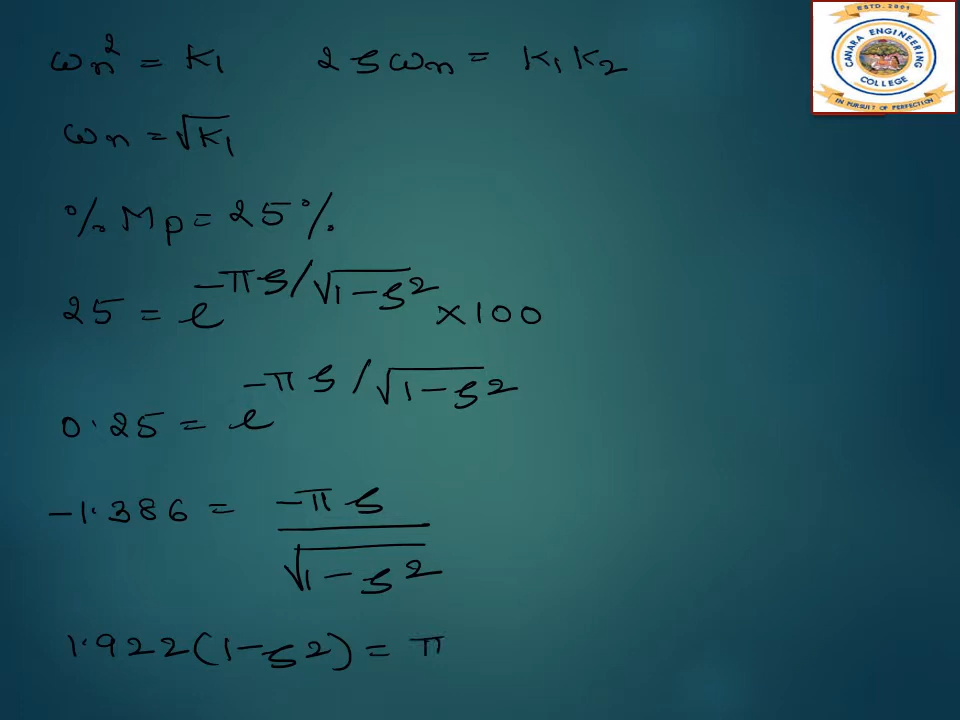 ωn² = K1    2ζωn = K1K2
ESTD. 2001
CANARA ENGINEERING
COLLEGE
IN PURSUIT OF PERFECTION
ωn = √K1
% Mp = 25%
25 = e^(-πζ/√(1-ζ²)) × 100
0.25 = e^(-πζ/√(1-ζ²))
-1.386 = -πζ / √(1-ζ²)
1.922(1-ζ2) = π